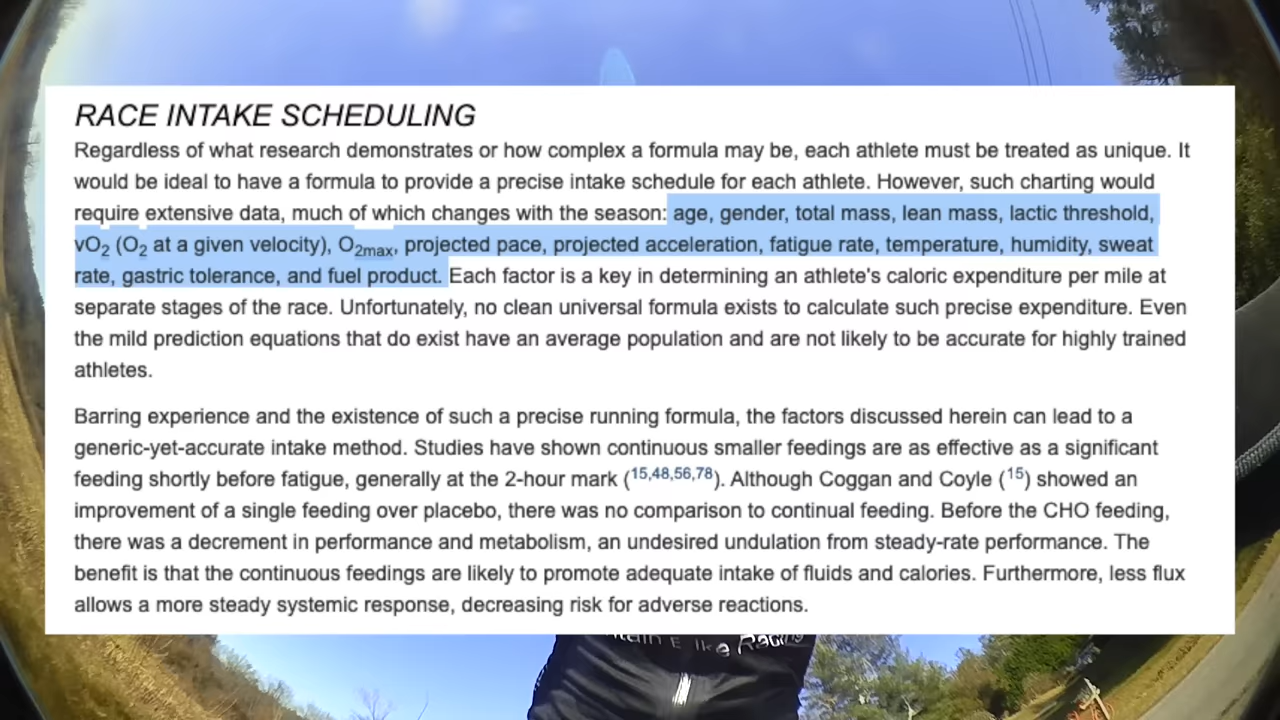 RACE INTAKE SCHEDULING
Regardless of what research demonstrates or how complex a formula may be, each athlete must be treated as unique. It
would be ideal to have a formula to provide a precise intake schedule for each athlete. However, such charting would
require extensive data, much of which changes with the season: age, gender, total mass, lean mass, lactic threshold,
vO₂ (O₂ at a given velocity), O₂max, projected pace, projected acceleration, fatigue rate, temperature, humidity, sweat
rate, gastric tolerance, and fuel product. Each factor is a key in determining an athlete's caloric expenditure per mile at
separate stages of the race. Unfortunately, no clean universal formula exists to calculate such precise expenditure. Even
the mild prediction equations that do exist have an average population and are not likely to be accurate for highly trained
athletes.
Barring experience and the existence of such a precise running formula, the factors discussed herein can lead to a
generic-yet-accurate intake method. Studies have shown continuous smaller feedings are as effective as a significant
feeding shortly before fatigue, generally at the 2-hour mark (15,48,56,78). Although Coggan and Coyle (15) showed an
improvement of a single feeding over placebo, there was no comparison to continual feeding. Before the CHO feeding,
there was a decrement in performance and metabolism, an undesired undulation from steady-rate performance. The
benefit is that the continuous feedings are likely to promote adequate intake of fluids and calories. Furthermore, less flux
allows a more steady systemic response, decreasing risk for adverse reactions.
Racing